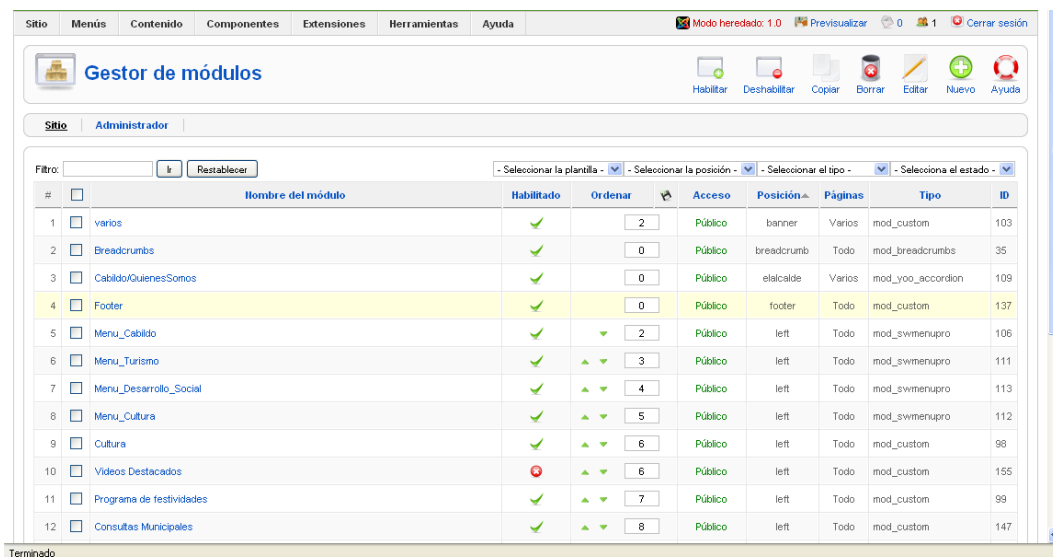 Sitio Menús Contenido Componentes Extensiones Herramientas Ayuda Modo heredado: 1.0 Previsualizar 0 1 Cerrar sesión
Gestor de módulos
Habilitar Deshabilitar Copiar Borrar Editar Nuevo Ayuda
Sitio Administrador
Filtro: Ir Restablecer - Seleccionar la plantilla - - Seleccionar la posición - - Seleccionar el tipo - - Selecciona el estado -
# Nombre del módulo Habilitado Ordenar Acceso Posición Páginas Tipo ID
1 varios 2 Público banner Varios mod_custom 103
2 Breadcrumbs 0 Público breadcrumb Todo mod_breadcrumbs 35
3 Cabildo/QuienesSomos 0 Público elalcalde Varios mod_yoo_accordion 109
4 Footer 0 Público footer Todo mod_custom 137
5 Menu_Cabildo 2 Público left Todo mod_swmenupro 106
6 Menu_Turismo 3 Público left Todo mod_swmenupro 111
7 Menu_Desarrollo_Social 4 Público left Todo mod_swmenupro 113
8 Menu_Cultura 5 Público left Todo mod_swmenupro 112
9 Cultura 6 Público left Todo mod_custom 98
10 Videos Destacados 6 Público left Todo mod_custom 155
11 Programa de festividades 7 Público left Todo mod_custom 99
12 Consultas Municipales 8 Público left Todo mod_custom 147
Terminado